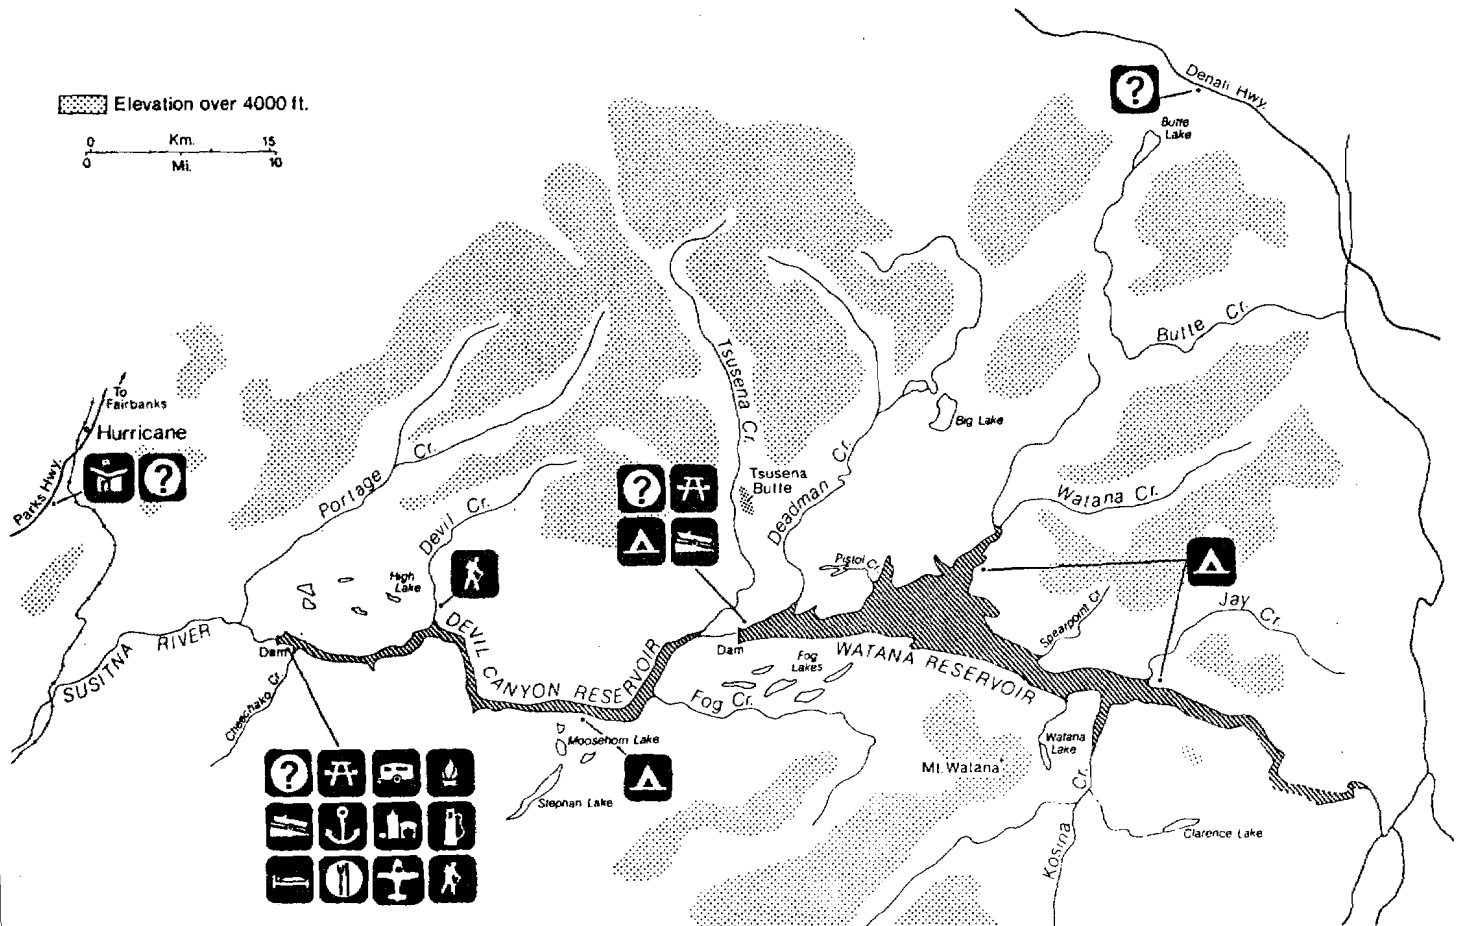 Elevation over 4000 ft.
0 Km. 15
0 Mi. 10
?
Denali Hwy.
Butte
Lake
Butte Cr.
To
Fairbanks
Hurricane
Parks Hwy.
?
Portage Cr.
Devil Cr.
High
Lake
Tsusena Cr.
Tsusena
Butte
?
Deadman Cr.
Big Lake
Watana Cr.
Pistol Cr.
Spearpoint Cr.
Jay Cr.
SUSITNA RIVER
Dam
Cheechako Cr.
DEVIL CANYON RESERVOIR
Dam
WATANA RESERVOIR
Fog
Lakes
Fog Cr.
Moosehorn Lake
Stephan Lake
Watana
Lake
Mt. Watana
Kosina Cr.
Clarence Lake
?